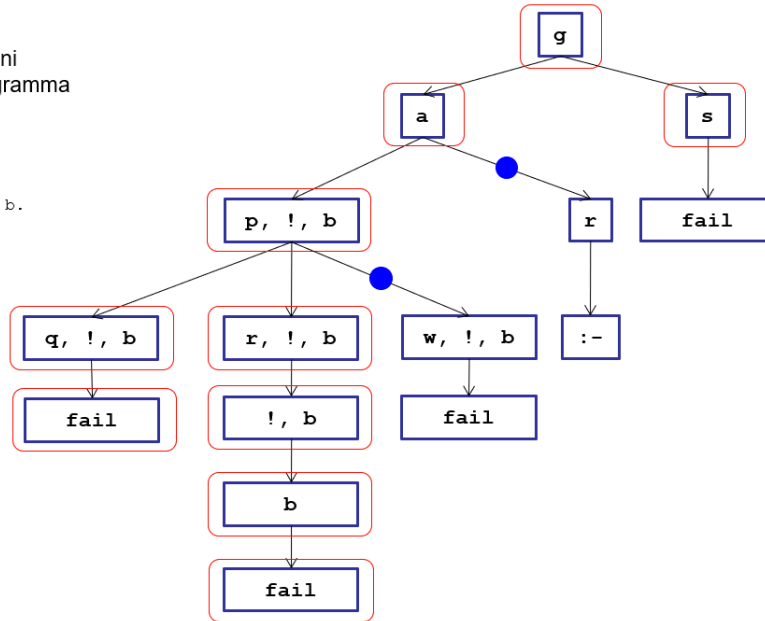 ni
gramma
b.
g
a
s
p, !, b
r
fail
q, !, b
r, !, b
w, !, b
:-
fail
!, b
fail
b
fail